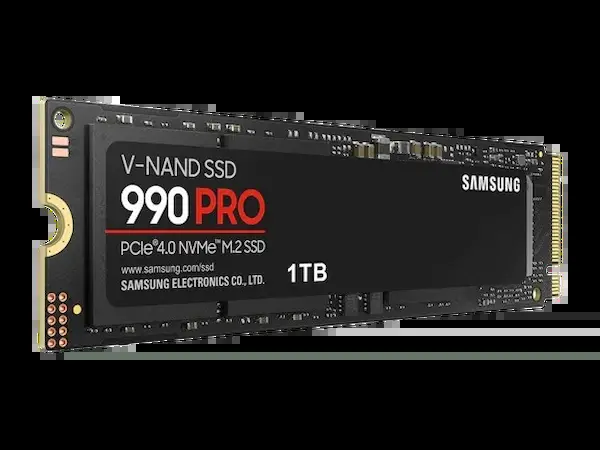 V-NAND SSD
990 PRO
PCIe®4.0 NVMe™ M.2 SSD
www.samsung.com/ssd
SAMSUNG ELECTRONICS CO., LTD.
SAMSUNG
1TB